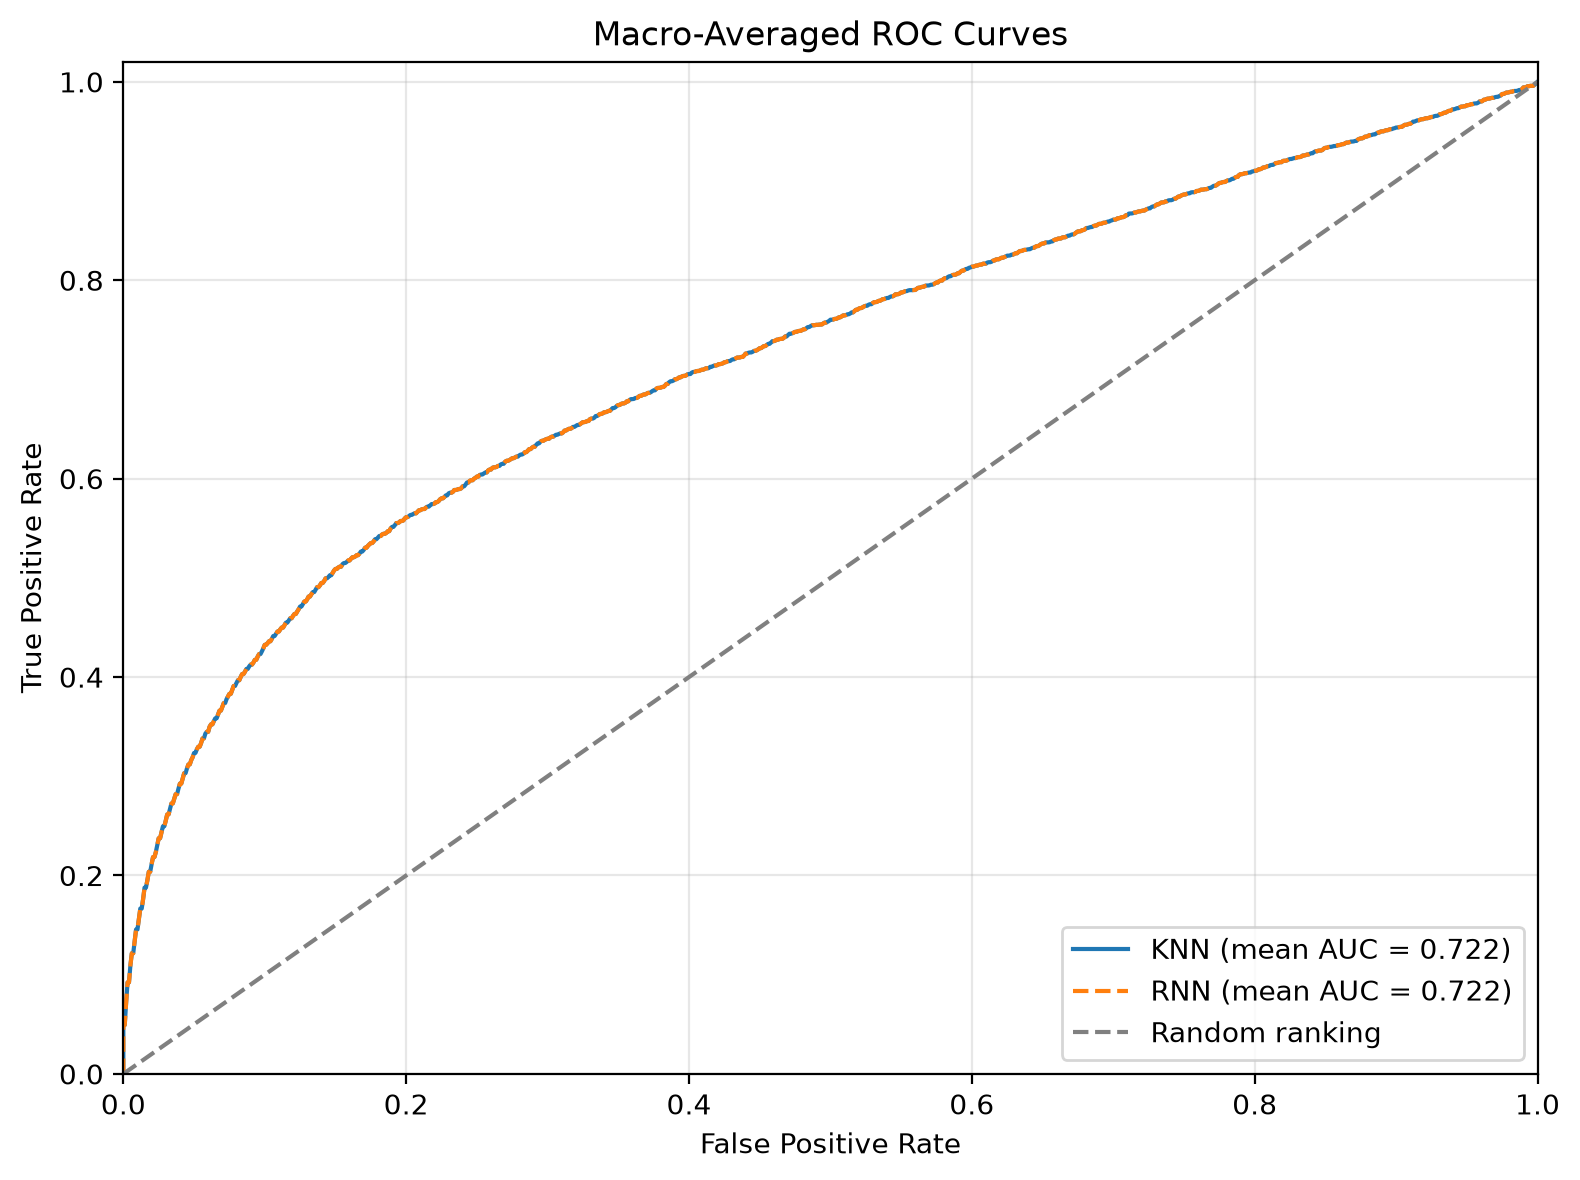 Macro-Averaged ROC Curves
True Positive Rate
1.0
0.8
0.6
0.4
0.2
0.0
0.0 0.2 0.4 0.6 0.8 1.0
False Positive Rate
KNN (mean AUC = 0.722)
RNN (mean AUC = 0.722)
Random ranking